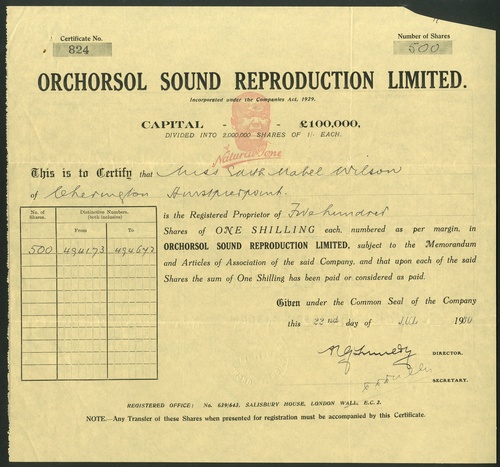 Certificate No. 824
Number of Shares 500
ORCHORSOL SOUND REPRODUCTION LIMITED.
Incorporated under the Companies Act, 1929.
CAPITAL - - £100,000,
DIVIDED INTO 2,000,000 SHARES OF 1/- EACH.
Natural Tone
This is to Certify that Miss Edith Mabel Wilson
of Cherington Hurstpierpoint.
is the Registered Proprietor of Five hundred
Shares of ONE SHILLING each, numbered as per margin, in
ORCHORSOL SOUND REPRODUCTION LIMITED, subject to the Memorandum
and Articles of Association of the said Company, and that upon each of the said
Shares the sum of One Shilling has been paid or considered as paid.
No. of Shares. Distinctive Numbers. (both inclusive)
From To
500 494173
Given under the Common Seal of the Company
this 22nd day of JUL 1930
DIRECTOR.
SECRETARY.
REGISTERED OFFICE: No. 629/643, SALISBURY HOUSE, LONDON WALL, E.C. 2.
NOTE.—Any Transfer of these Shares when presented for registration must be accompanied by this Certificate.